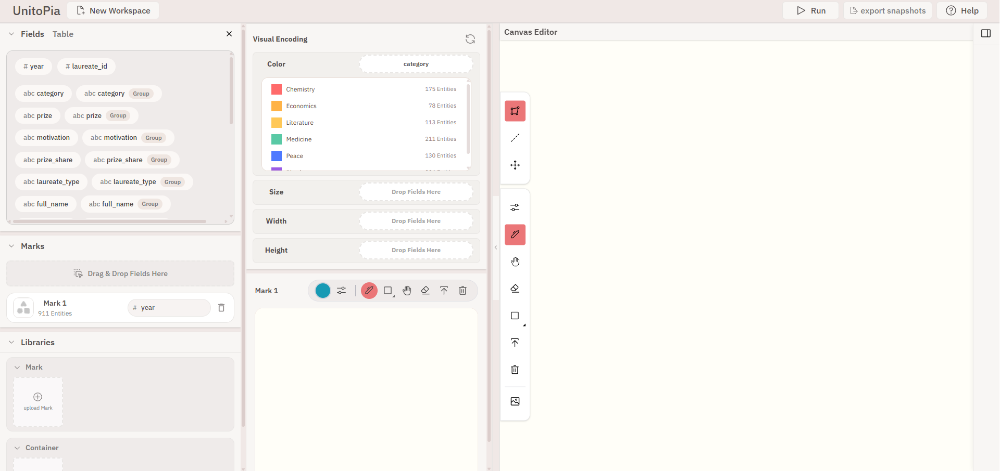 UnitoPia
New Workspace
Run
export snapshots
Help
Fields Table
# year # laureate_id
abc category abc category Group
abc prize abc prize Group
abc motivation abc motivation Group
abc prize_share abc prize_share Group
abc laureate_type abc laureate_type Group
abc full_name abc full_name Group
Marks
Drag & Drop Fields Here
Mark 1
911 Entities
# year
Libraries
Mark
upload Mark
Container
Visual Encoding
Color category
Chemistry 175 Entities
Economics 78 Entities
Literature 113 Entities
Medicine 211 Entities
Peace 130 Entities
Size Drop Fields Here
Width Drop Fields Here
Height Drop Fields Here
Mark 1
Canvas Editor